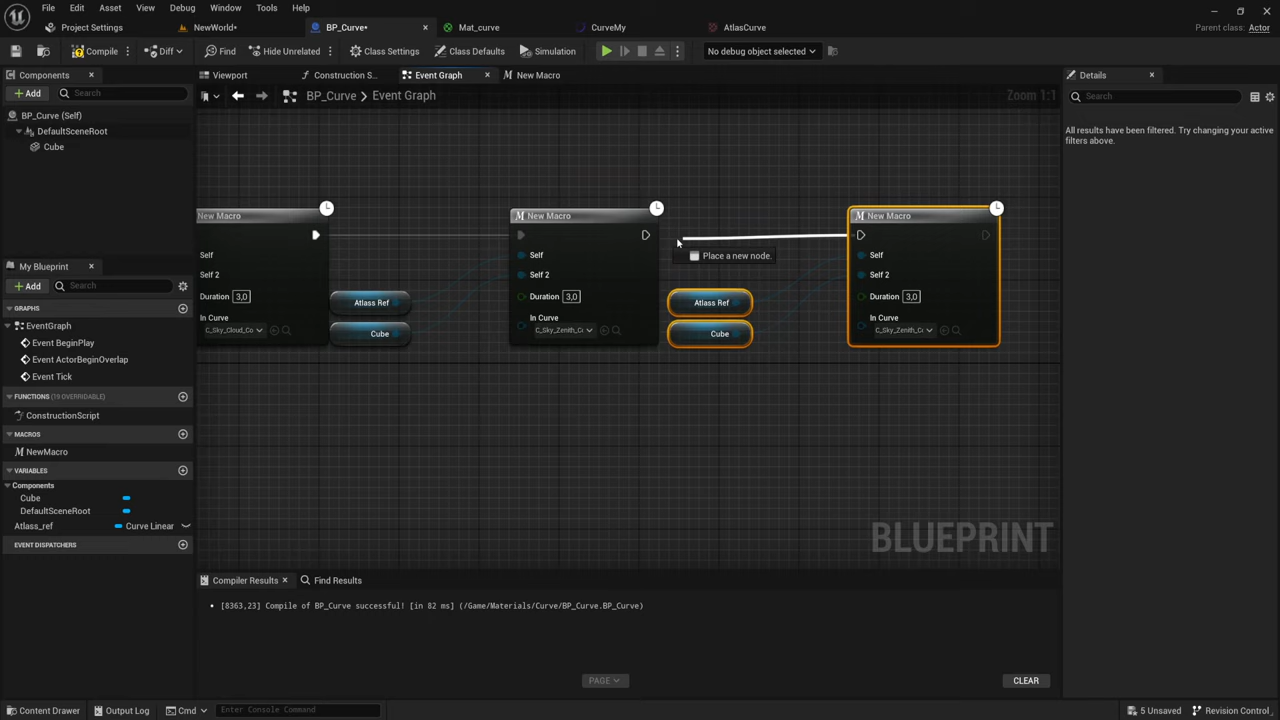 File Edit Asset View Debug Window Tools Help
Project Settings NewWorld• BP_Curve• Mat_curve CurveMy AtlasCurve Parent class: Actor
Compile Diff Find Hide Unrelated Class Settings Class Defaults Simulation No debug object selected
Components Viewport Construction S... Event Graph New Macro Details
Add Search BP_Curve > Event Graph Zoom 1:1 Search
BP_Curve (Self)
DefaultSceneRoot
Cube
All results have been filtered. Try changing your active
filters above.
New Macro New Macro New Macro
Self Self Self
Self 2 Place a new node. Self 2 Self 2
Duration 3,0 Atlass Ref Duration 3,0 Atlass Ref Duration 3,0
In Curve Cube In Curve Cube In Curve
C_Sky_Cloud_Co C_Sky_Zenith_Co C_Sky_Zenith_Co
My Blueprint
Add Search
GRAPHS
EventGraph
Event BeginPlay
Event ActorBeginOverlap
Event Tick
FUNCTIONS (19 OVERRIDABLE)
ConstructionScript
MACROS
NewMacro
VARIABLES
Components
Cube
DefaultSceneRoot
Atlass_ref Curve Linear
EVENT DISPATCHERS
BLUEPRINT
Compiler Results Find Results
[8363,23] Compile of BP_Curve successful! [in 82 ms] (/Game/Materials/Curve/BP_Curve.BP_Curve)
PAGE CLEAR
Content Drawer Output Log Cmd Enter Console Command 5 Unsaved Revision Control